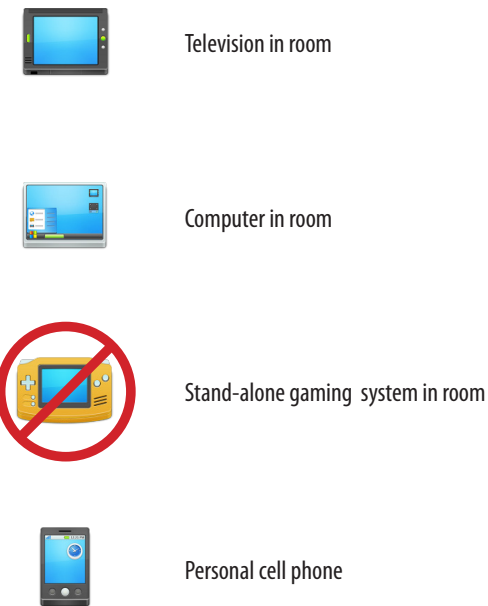 Television in room
Computer in room
Stand-alone gaming system in room
Personal cell phone